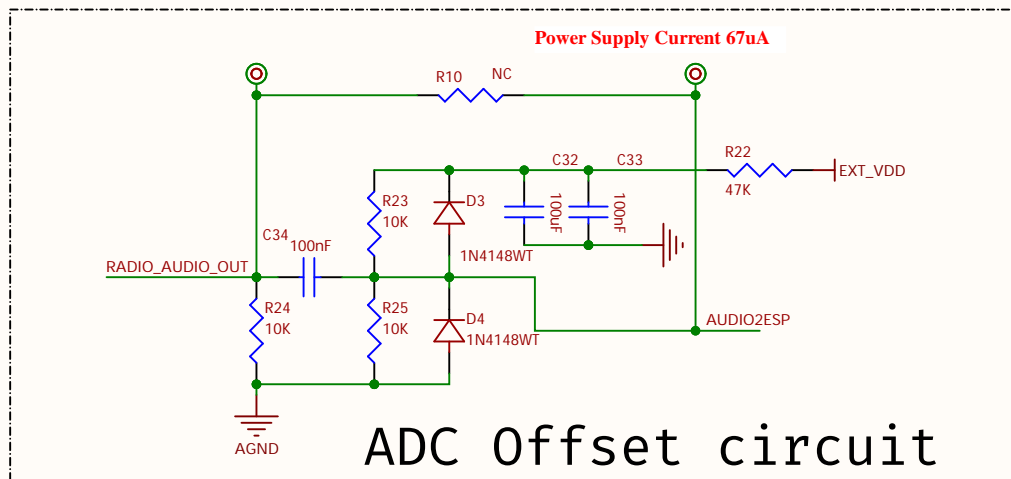 Power Supply Current 67uA
R10 NC
C32 C33
R22
EXT_VDD
47K
R23
10K
D3
100uF
100nF
1N4148WT
C34
100nF
RADIO_AUDIO_OUT
R24
10K
R25
10K
D4
1N4148WT
AUDIO2ESP
AGND
ADC Offset circuit